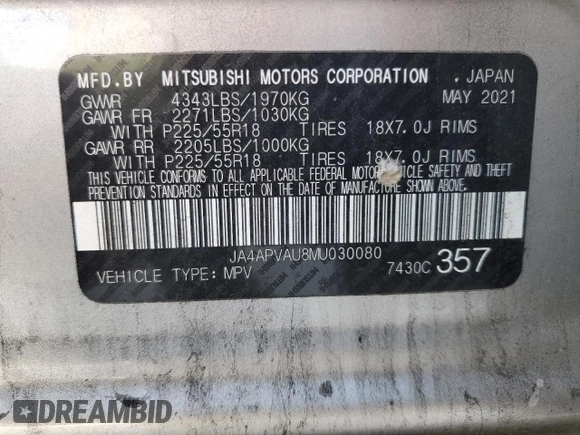 MFD.BY MITSUBISHI MOTORS CORPORATION , JAPAN
GVWR 4343LBS/1970KG MAY 2021
GAWR FR 2271LBS/1030KG
WITH P225/55R18 TIRES 18X7.0J RIMS
GAWR RR 2205LBS/1000KG
WITH P225/55R18 TIRES 18X7.0J RIMS
THIS VEHICLE CONFORMS TO ALL APPLICABLE FEDERAL MOTOR VEHICLE SAFETY AND THEFT
PREVENTION STANDARDS IN EFFECT ON THE DATE OF MANUFACTURE SHOWN ABOVE.
JA4APVAU8MU030080
VEHICLE TYPE: MPV 7430C 357
DREAMBID